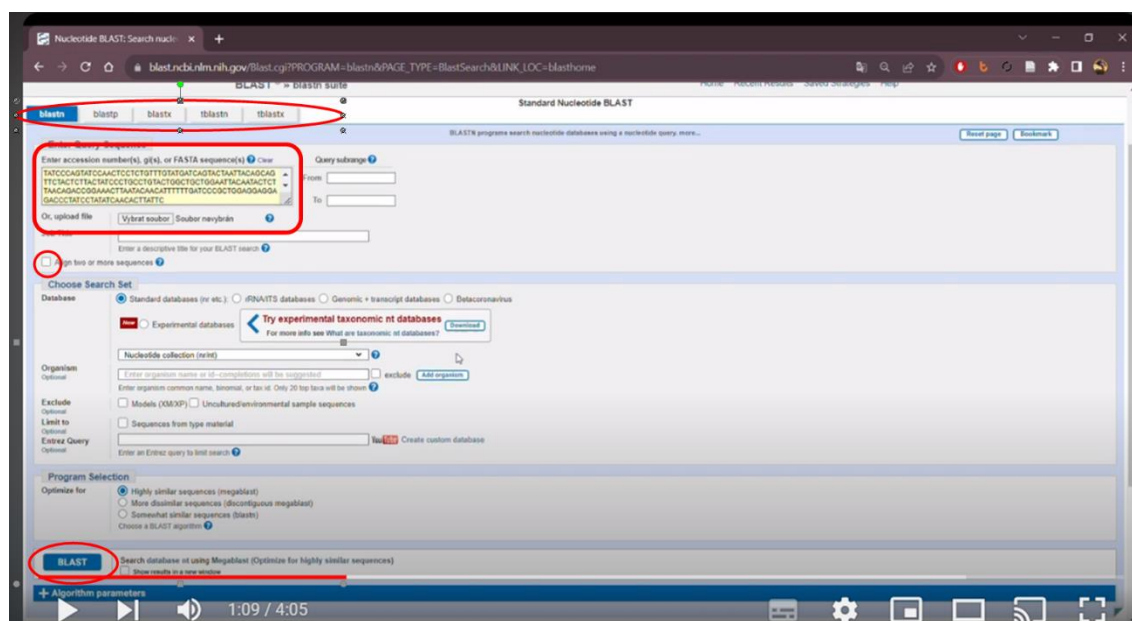 Nucleotide BLAST: Search nucle
blast.ncbi.nlm.nih.gov/Blast.cgi?PROGRAM=blastn&PAGE_TYPE=BlastSearch&LINK_LOC=blasthome
BLAST ® » blastn suite
Home Recent Results Saved Strategies Help
Standard Nucleotide BLAST
blastn blastp blastx tblastn tblastx
BLASTN programs search nucleotide databases using a nucleotide query. more...
Reset page Bookmark
Enter Query Sequence
Enter accession number(s), gi(s), or FASTA sequence(s) Clear Query subrange
TATCCCAGTATCCAACTCCTCTGTTTGTATGATCAGTACTAATTACAGCAG
TTCTACTCTTACTATCCCTGCCTGTACTGGCTGCTGGAATTACAATACTCT
TAACAGACCGGAAACTTAATACAACATTTTTTGATCCCGCTGGAGGAGGA
GACCCTATCCTATATCAACACTTATTC
From
To
Or, upload file Vybrat soubor Soubor nevybrán
Job Title
Enter a descriptive title for your BLAST search
Align two or more sequences
Choose Search Set
Database Standard databases (nr etc.): rRNA/ITS databases Genomic + transcript databases Betacoronavirus
New Experimental databases
Try experimental taxonomic nt databases
For more info see What are taxonomic nt databases?
Download
Nucleotide collection (nr/nt)
Organism
Optional
Enter organism name or id--completions will be suggested exclude Add organism
Enter organism common name, binomial, or tax id. Only 20 top taxa will be shown
Exclude
Optional
Models (XM/XP) Uncultured/environmental sample sequences
Limit to
Optional
Sequences from type material
Entrez Query
Optional
YouTube Create custom database
Enter an Entrez query to limit search
Program Selection
Optimize for Highly similar sequences (megablast)
More dissimilar sequences (discontiguous megablast)
Somewhat similar sequences (blastn)
Choose a BLAST algorithm
BLAST
Search database nt using Megablast (Optimize for highly similar sequences)
Show results in a new window
+ Algorithm parameters
1:09 / 4:05